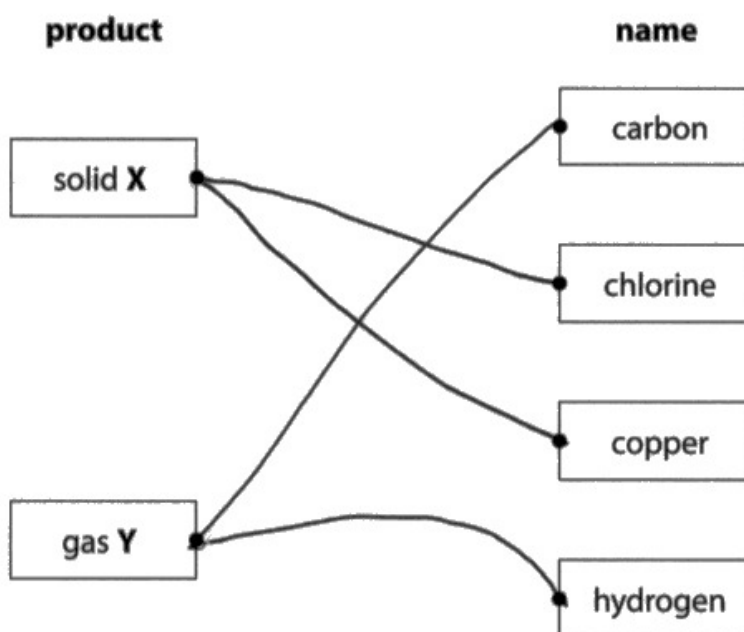 product
name
carbon
solid X
chlorine
copper
gas Y
hydrogen